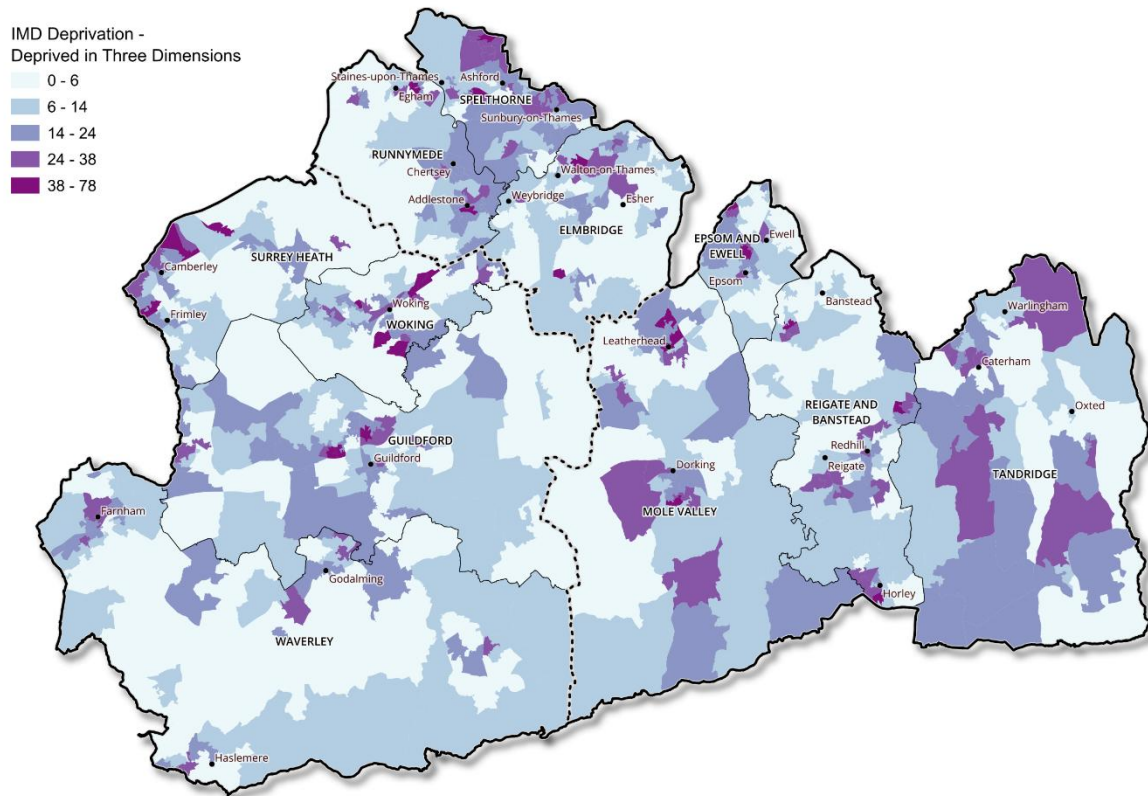 IMD Deprivation -
Deprived in Three Dimensions
0 - 6
6 - 14
14 - 24
24 - 38
38 - 78
Staines-upon-Thames
Ashford
Egham
SPELTHORNE
Sunbury-on-Thames
RUNNYMEDE
Chertsey
Walton-on-Thames
Addlestone
Weybridge
Esher
ELMBRIDGE
EPSOM AND
EWELL
Ewell
SURREY HEATH
Camberley
Epsom
Banstead
Frimley
Woking
WOKING
Warlingham
Leatherhead
Caterham
Oxted
REIGATE AND
BANSTEAD
GUILDFORD
Guildford
Redhill
Reigate
Dorking
TANDRIDGE
MOLE VALLEY
Farnham
Godalming
Horley
WAVERLEY
Haslemere